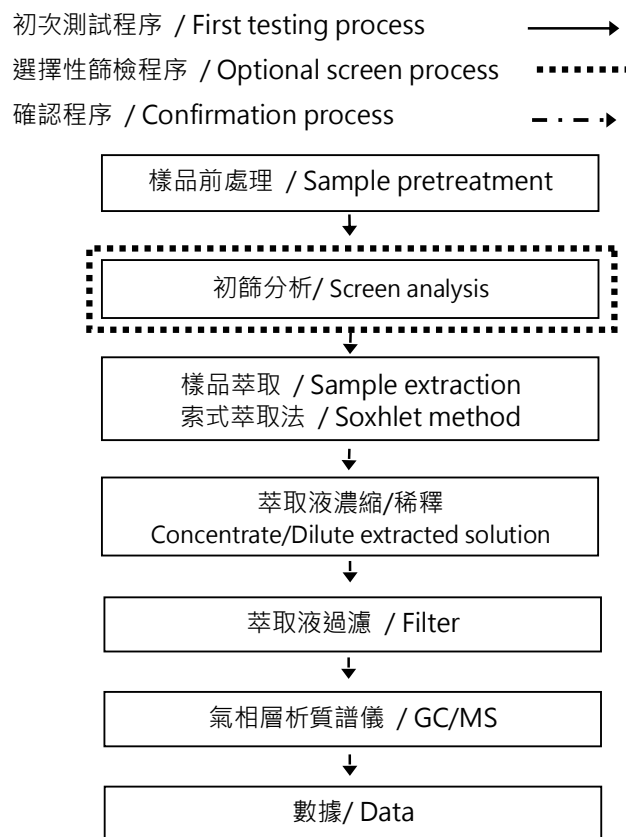 初次測試程序 / First testing process
選擇性篩檢程序 / Optional screen process
確認程序 / Confirmation process
樣品前處理 / Sample pretreatment
初篩分析/ Screen analysis
樣品萃取 / Sample extraction
索式萃取法 / Soxhlet method
萃取液濃縮/稀釋
Concentrate/Dilute extracted solution
萃取液過濾 / Filter
氣相層析質譜儀 / GC/MS
數據/ Data